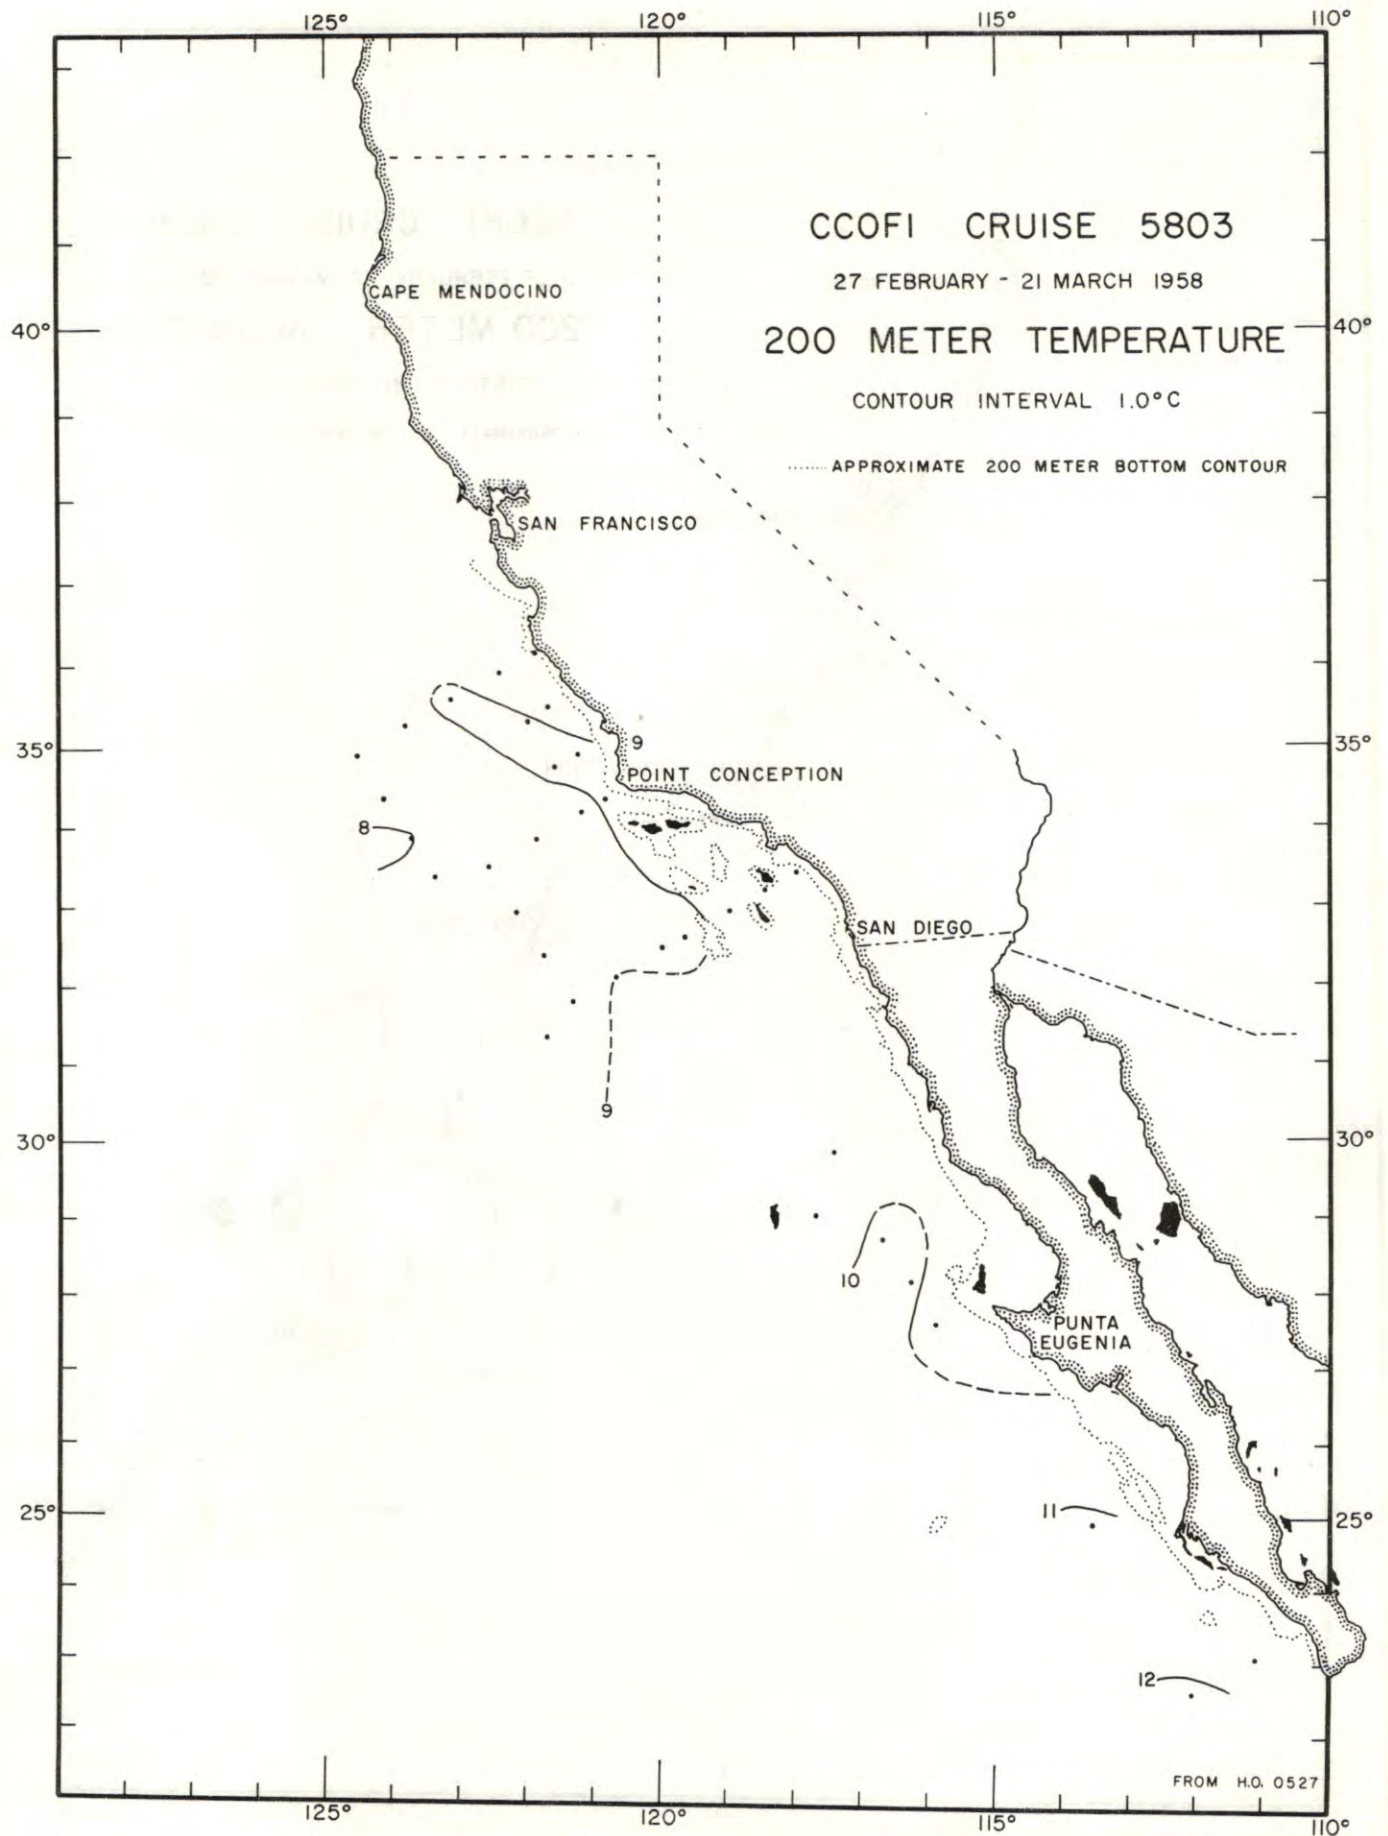 125° 120° 115° 110°
CCOFI CRUISE 5803
27 FEBRUARY - 21 MARCH 1958
CAPE MENDOCINO
40° 200 METER TEMPERATURE 40°
CONTOUR INTERVAL 1.0°C
APPROXIMATE 200 METER BOTTOM CONTOUR
SAN FRANCISCO
35° 9 35°
POINT CONCEPTION
8
SAN DIEGO
9
30° 30°
10
PUNTA
EUGENIA
25° 11 25°
12
FROM H.O. 0527
125° 120° 115° 110°